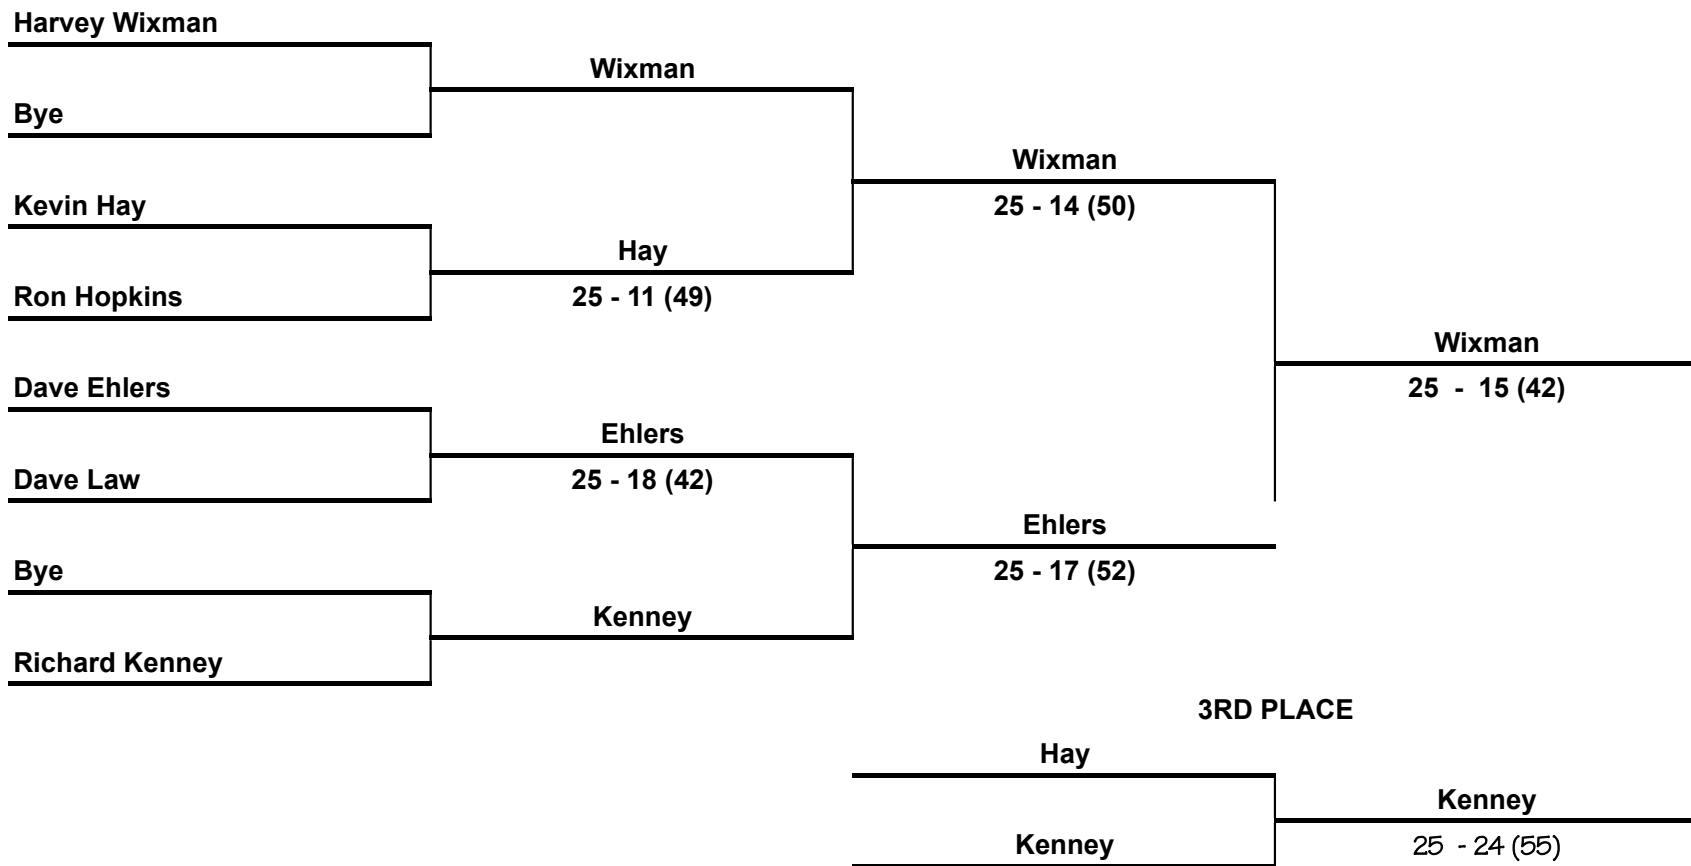 Harvey Wixman
Wixman
Bye
Wixman
Kevin Hay
25 - 14 (50)
Hay
Ron Hopkins
25 - 11 (49)
Wixman
Dave Ehlers
25 - 15 (42)
Ehlers
Dave Law
25 - 18 (42)
Ehlers
Bye
25 - 17 (52)
Kenney
Richard Kenney
3RD PLACE
Hay
Kenney
Kenney
25 - 24 (55)